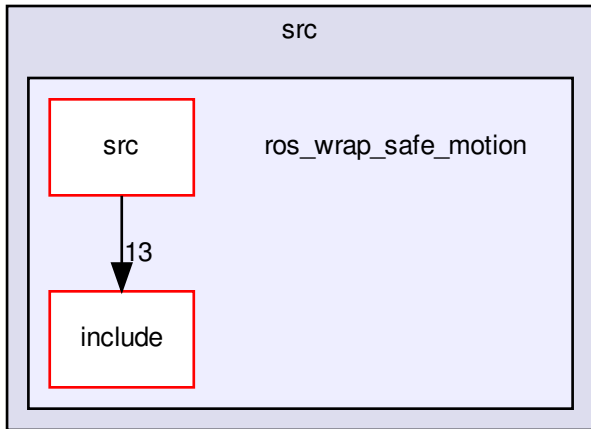 src
src
ros_wrap_safe_motion
13
include